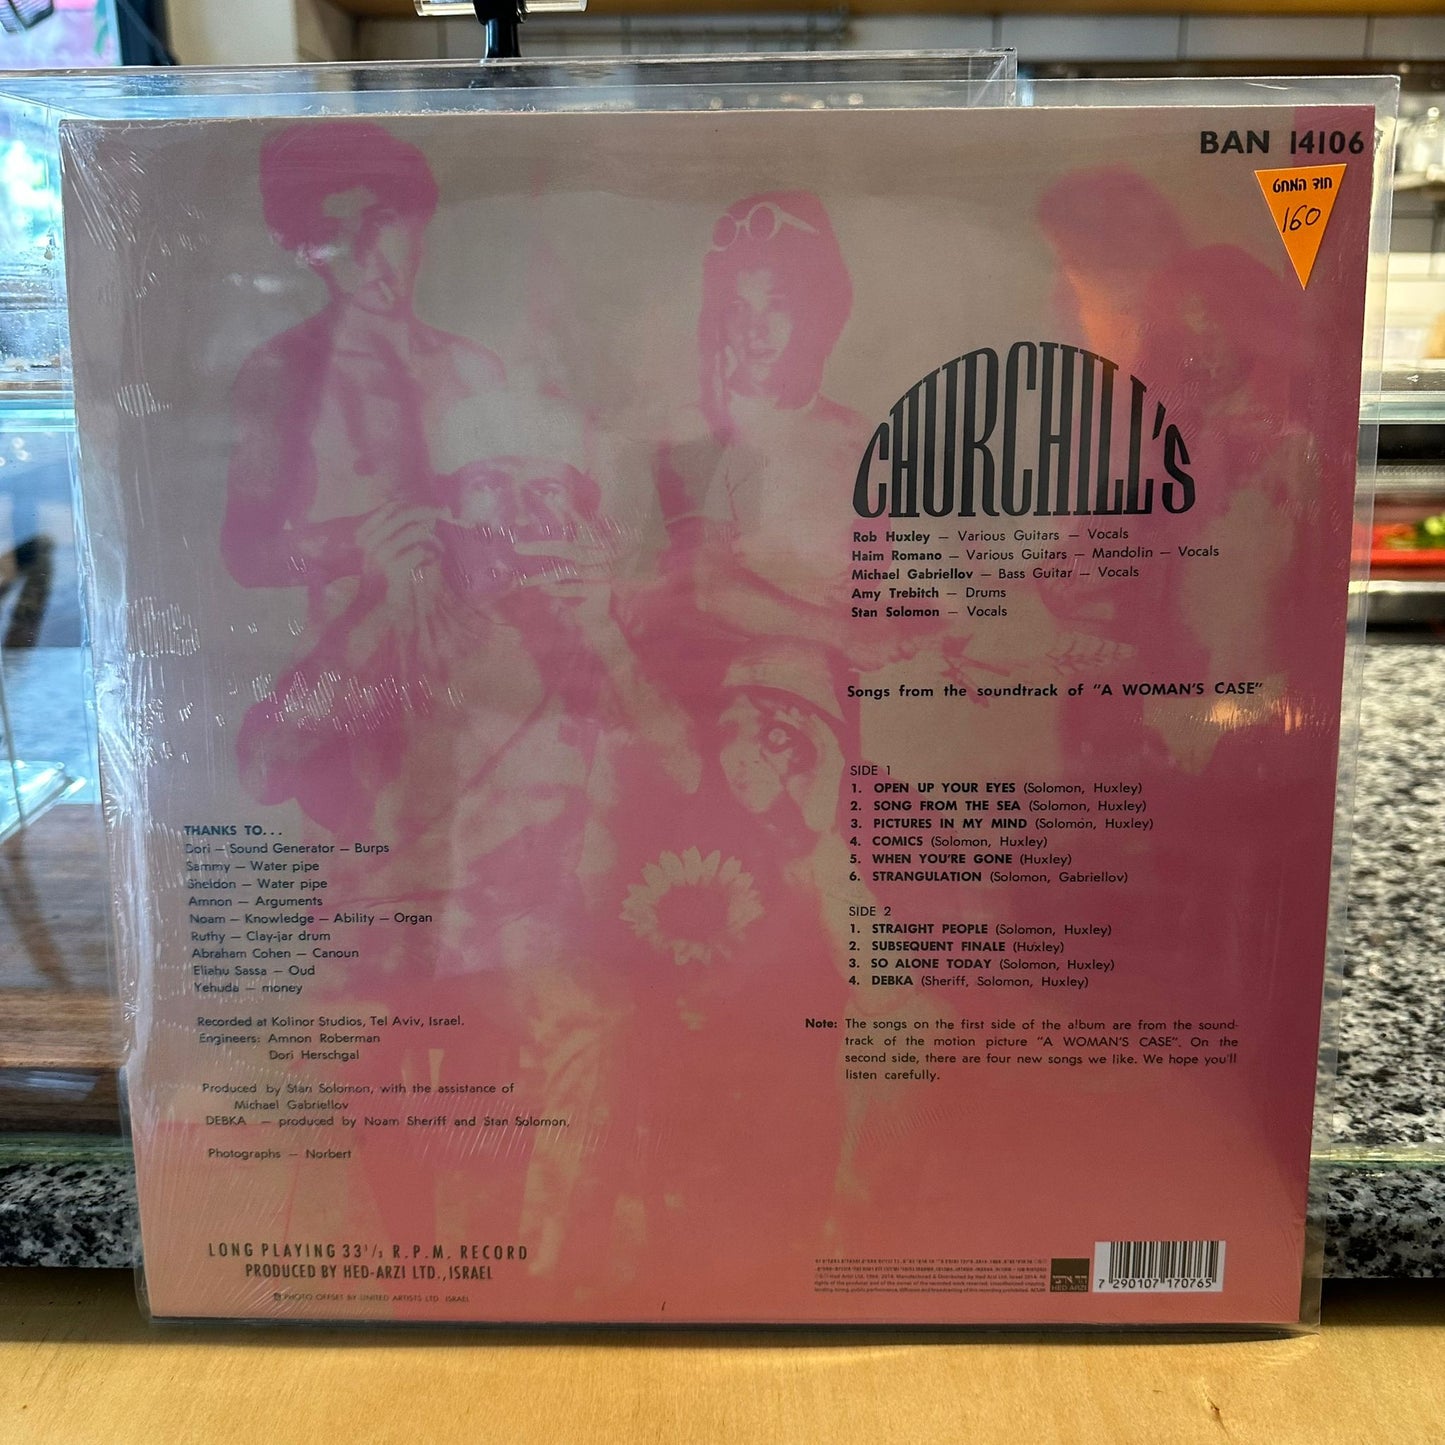 BAN 14106
חוד המחט
160
CHURCHILL'S
Rob Huxley — Various Guitars — Vocals
Haim Romano — Various Guitars — Mandolin — Vocals
Michael Gabriellov — Bass Guitar — Vocals
Amy Trebitch — Drums
Stan Solomon — Vocals
Songs from the soundtrack of "A WOMAN'S CASE"
SIDE 1
1. OPEN UP YOUR EYES (Solomon, Huxley)
2. SONG FROM THE SEA (Solomon, Huxley)
3. PICTURES IN MY MIND (Solomon, Huxley)
4. COMICS (Solomon, Huxley)
5. WHEN YOU'RE GONE (Huxley)
6. STRANGULATION (Solomon, Gabriellov)
SIDE 2
1. STRAIGHT PEOPLE (Solomon, Huxley)
2. SUBSEQUENT FINALE (Huxley)
3. SO ALONE TODAY (Solomon, Huxley)
4. DEBKA (Sheriff, Solomon, Huxley)
Note: The songs on the first side of the album are from the sound-
track of the motion picture "A WOMAN'S CASE". On the
second side, there are four new songs we like. We hope you'll
listen carefully.
THANKS TO...
Dori — Sound Generator — Burps
Sammy — Water pipe
Sheldon — Water pipe
Amnon — Arguments
Noam — Knowledge — Ability — Organ
Ruthy — Clay-jar drum
Abraham Cohen — Canoun
Eliahu Sassa — Oud
Yehuda — money
Recorded at Kolinor Studios, Tel Aviv, Israel.
Engineers: Amnon Roberman
Dori Herschgal
Produced by Stan Solomon, with the assistance of
Michael Gabriellov
DEBKA — produced by Noam Sheriff and Stan Solomon,
Photographs — Norbert
LONG PLAYING 33 1/3 R.P.M. RECORD
PRODUCED BY HED-ARZI LTD., ISRAEL
PHOTO OFFSET BY UNITED ARTISTS LTD. ISRAEL
הד ארצי
HED ARZI
7 290107 170765